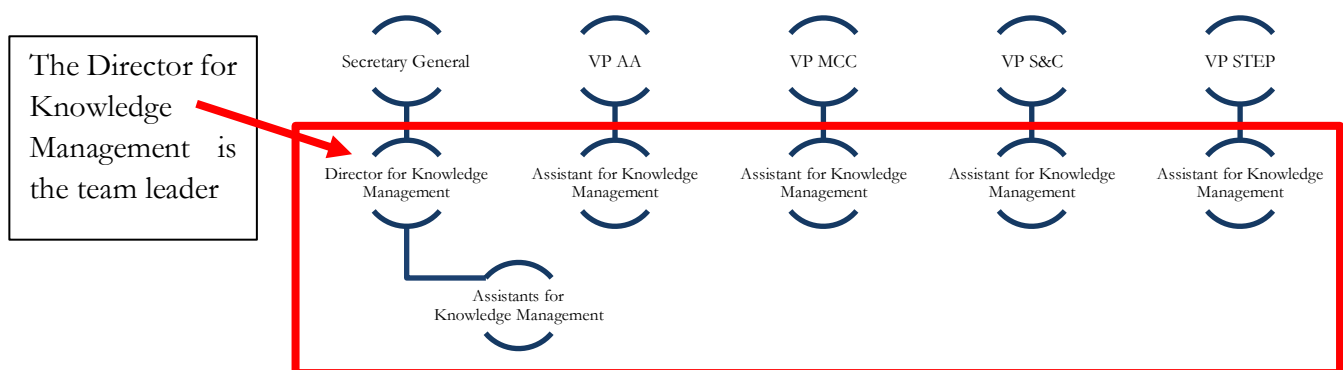 The Director for
Knowledge
Management is
the team leader
Secretary General
VP AA
VP MCC
VP S&C
VP STEP
Director for Knowledge
Management
Assistant for Knowledge
Management
Assistant for Knowledge
Management
Assistant for Knowledge
Management
Assistant for Knowledge
Management
Assistants for
Knowledge Management